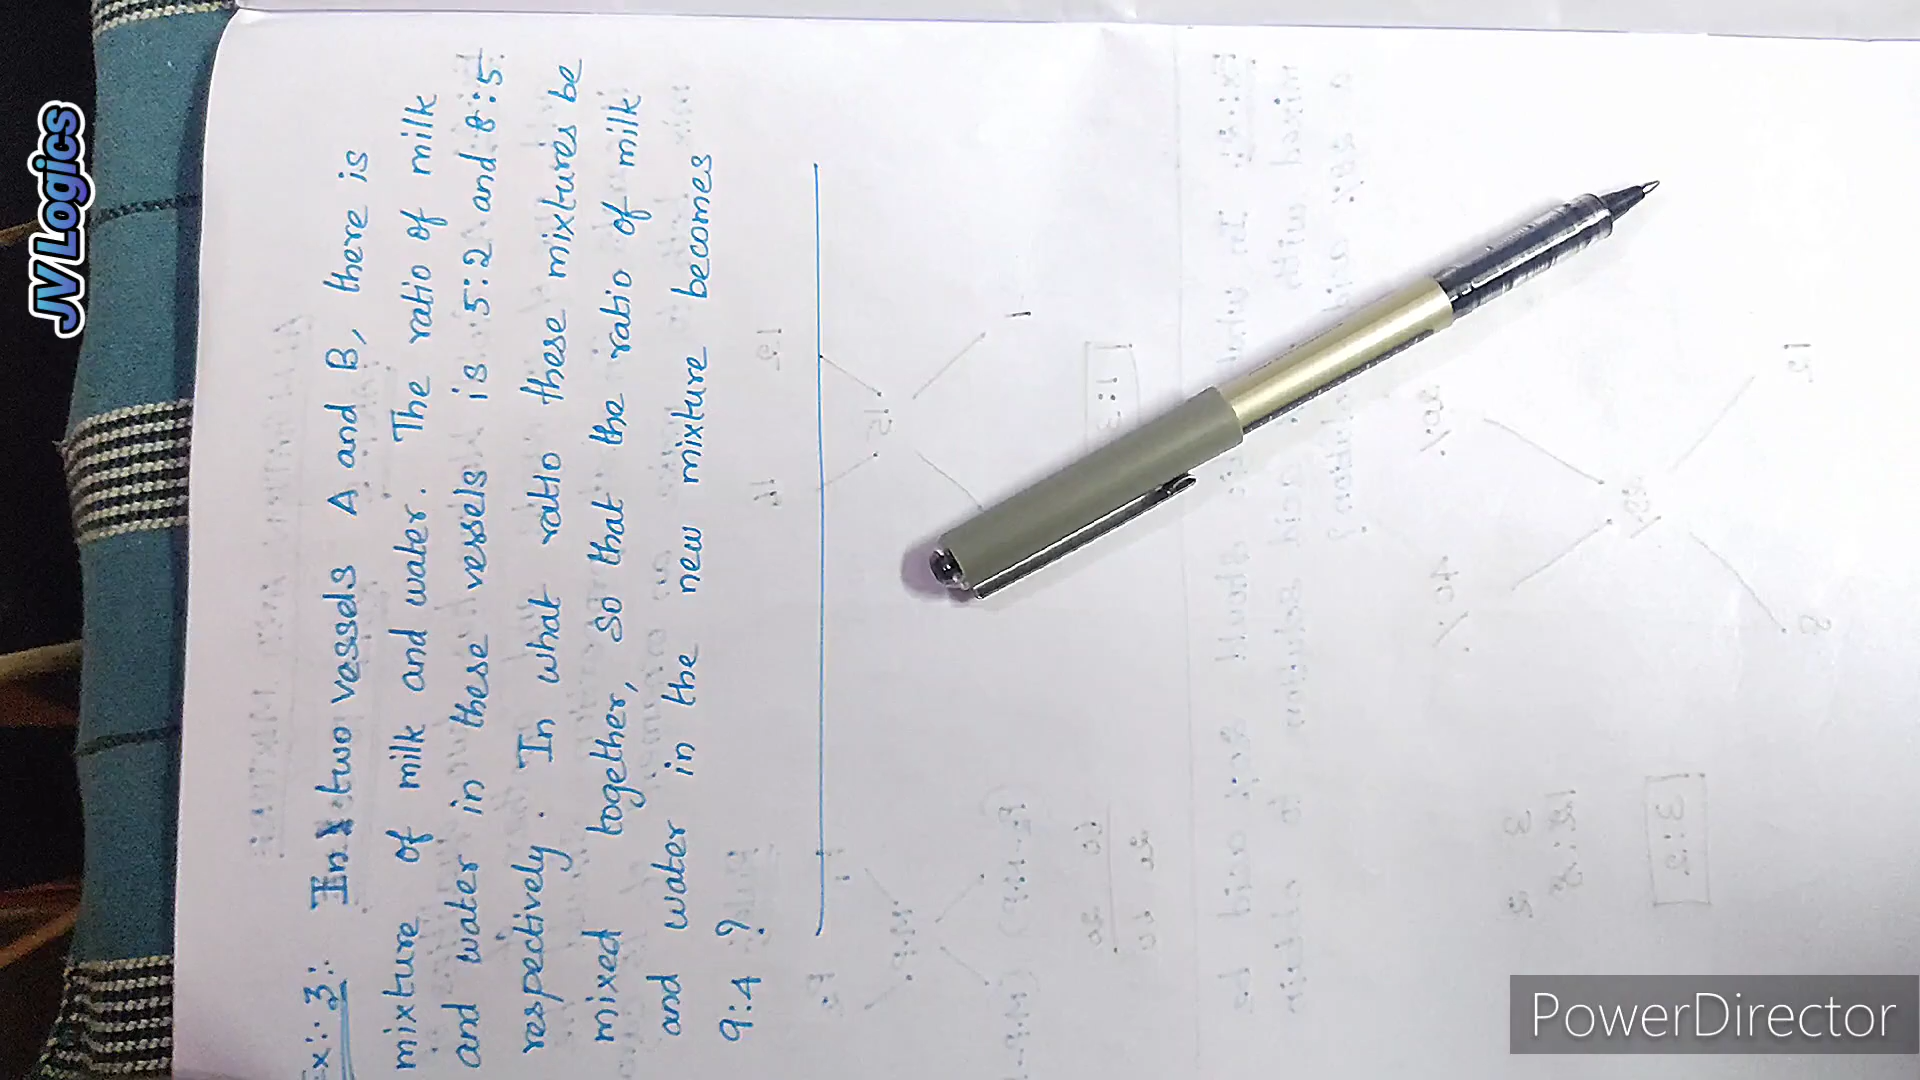 JV Logics
Ex:-3:- In two vessels A and B, there is
mixture of milk and water. The ratio of milk
and water in these vessels is 5:2 and 8:5
respectively. In what ratio these mixtures be
mixed together, so that the ratio of milk
and water in the new mixture becomes
9:4 ?
PowerDirector